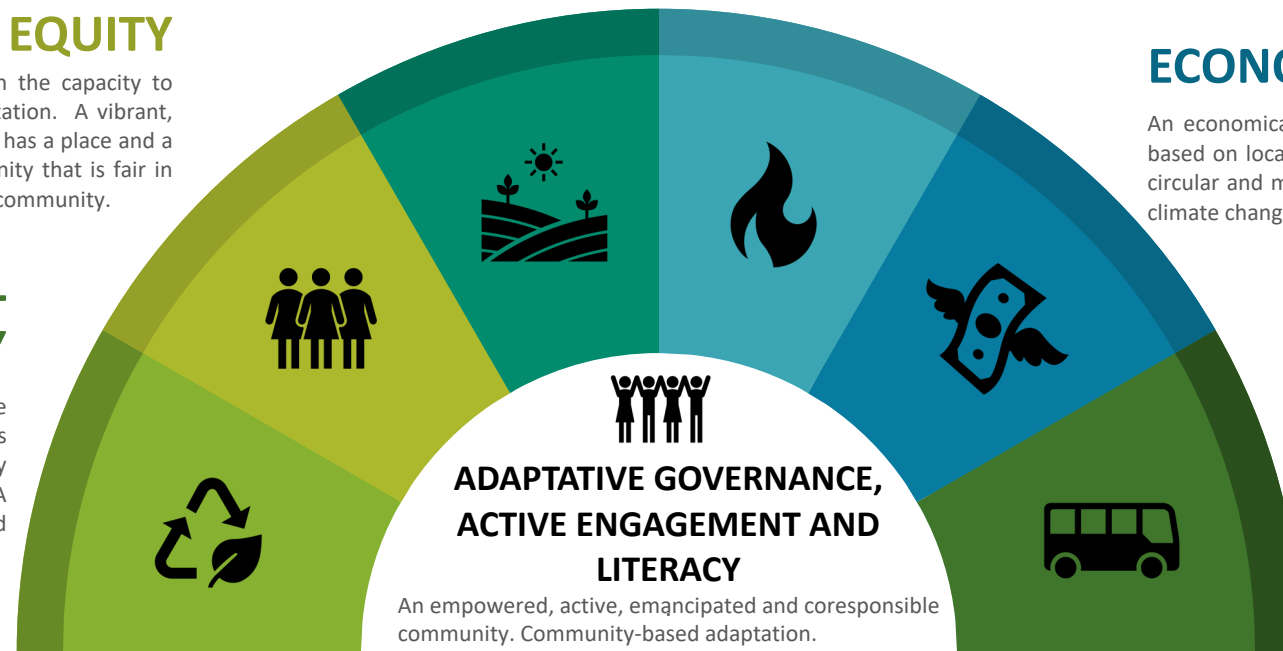 EQUITY
the capacity to
A vibrant,
has a place and a
that is fair in
community.
ECONO
An economica
based on loca
circular and m
climate chang
ADAPTATIVE GOVERNANCE,
ACTIVE ENGAGEMENT AND
LITERACY
An empowered, active, emancipated and coresponsible
community. Community-based adaptation.